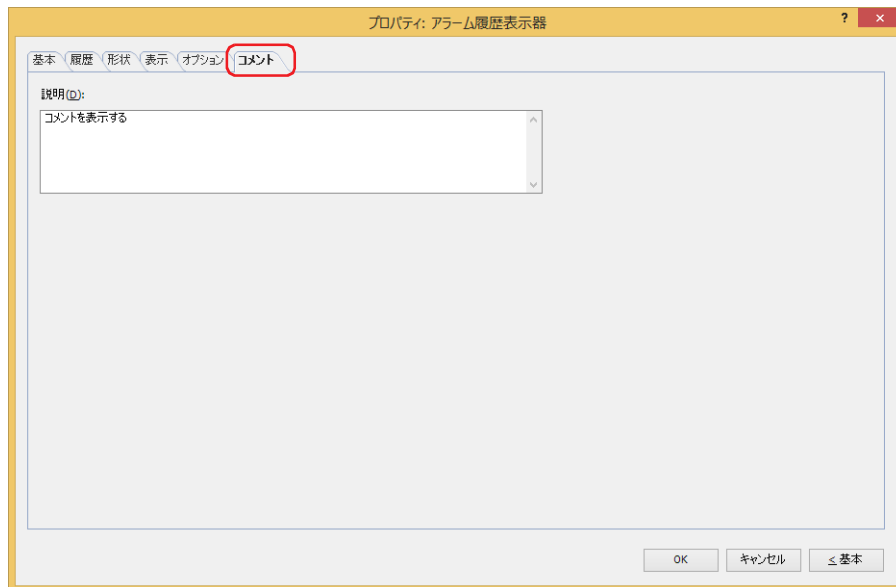 プロパティ: アラーム履歴表示器
? ×
基本 履歴 形状 表示 オプション コメント
説明(D):
コメントを表示する
OK キャンセル ≤ 基本